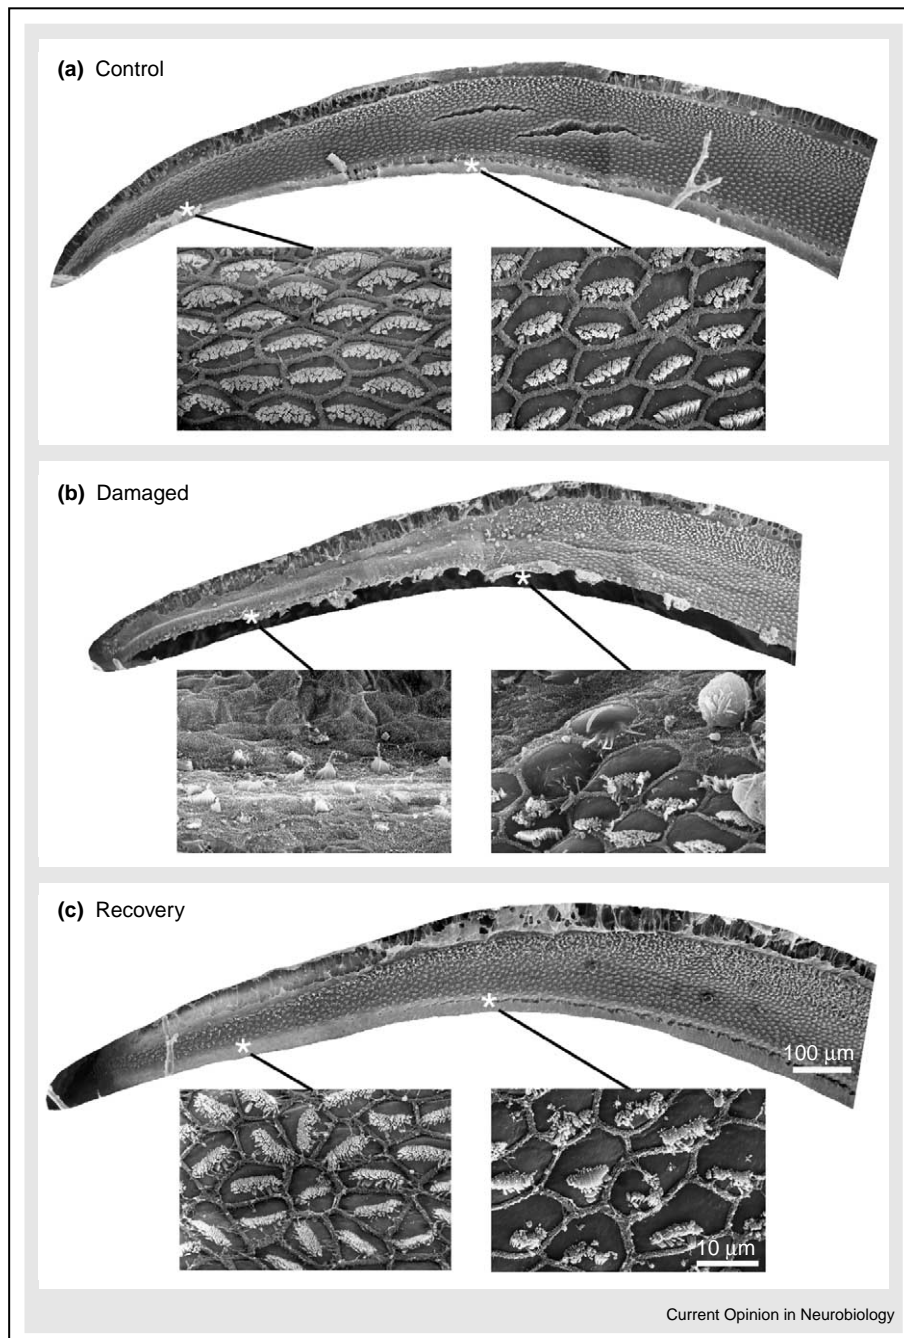 (a) Control
*
*
(b) Damaged
*
*
(c) Recovery
*
*
100 μm
10 μm
Current Opinion in Neurobiology